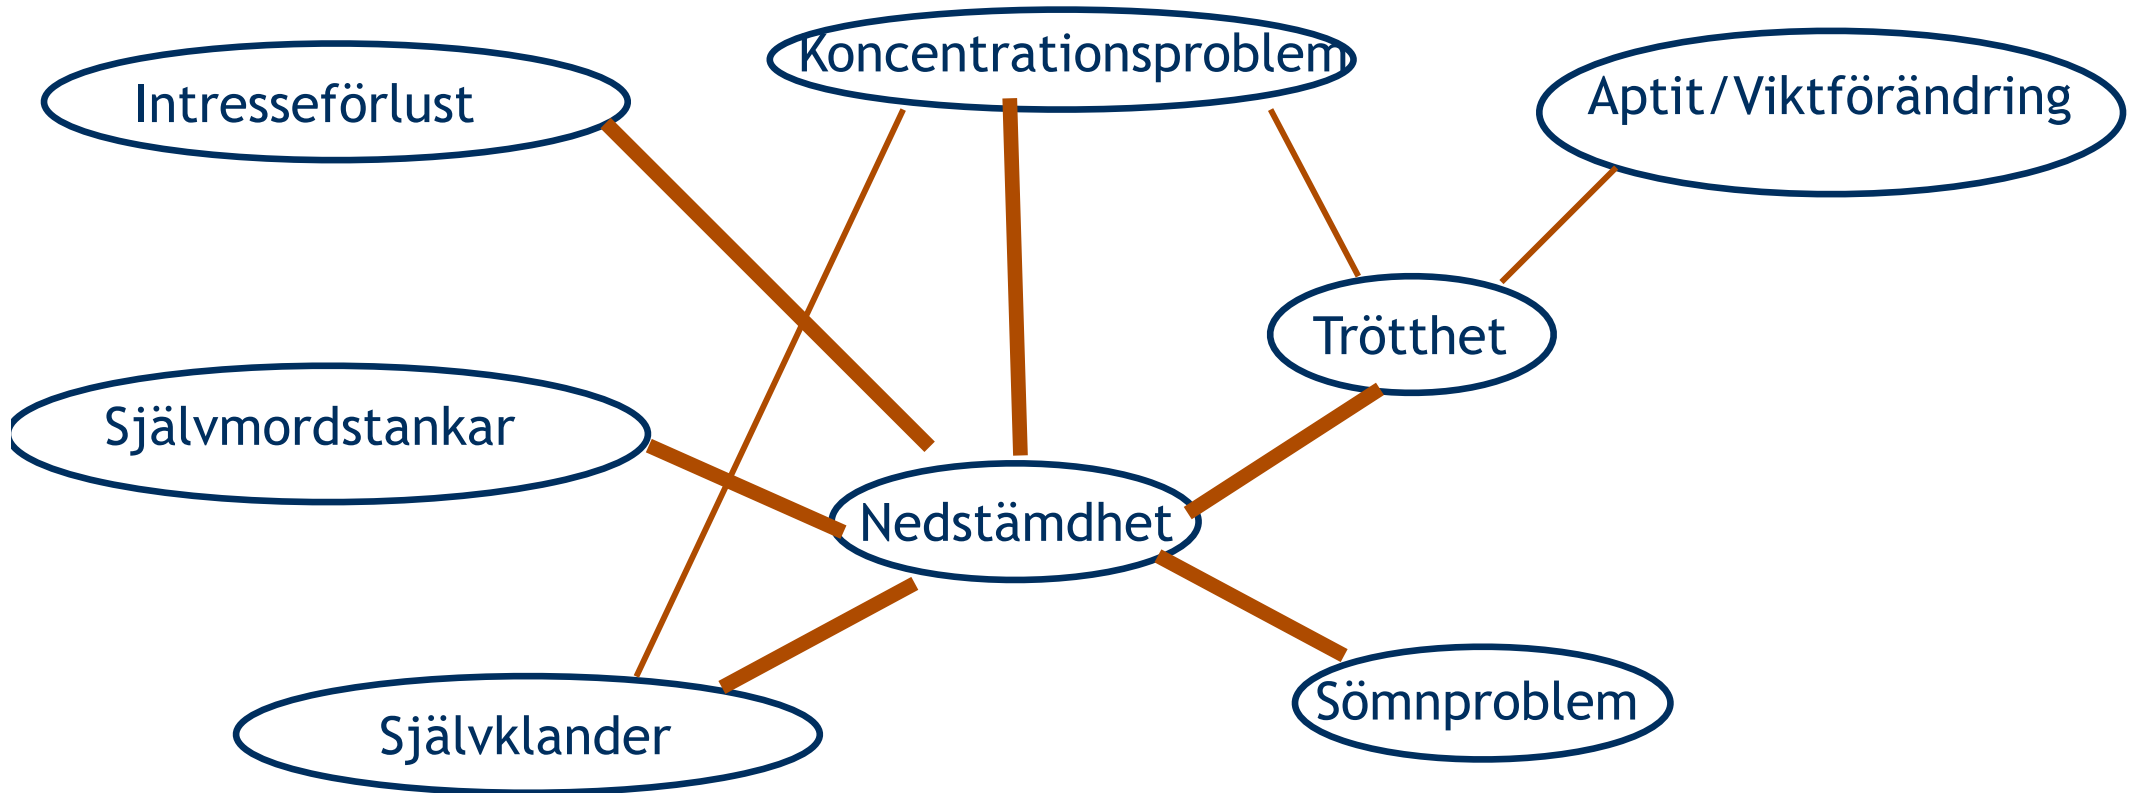 Koncentrationsproblem
Intresseförlust
Aptit/Viktförändring
Trötthet
Självmordstankar
Nedstämdhet
Sömnproblem
Självklander